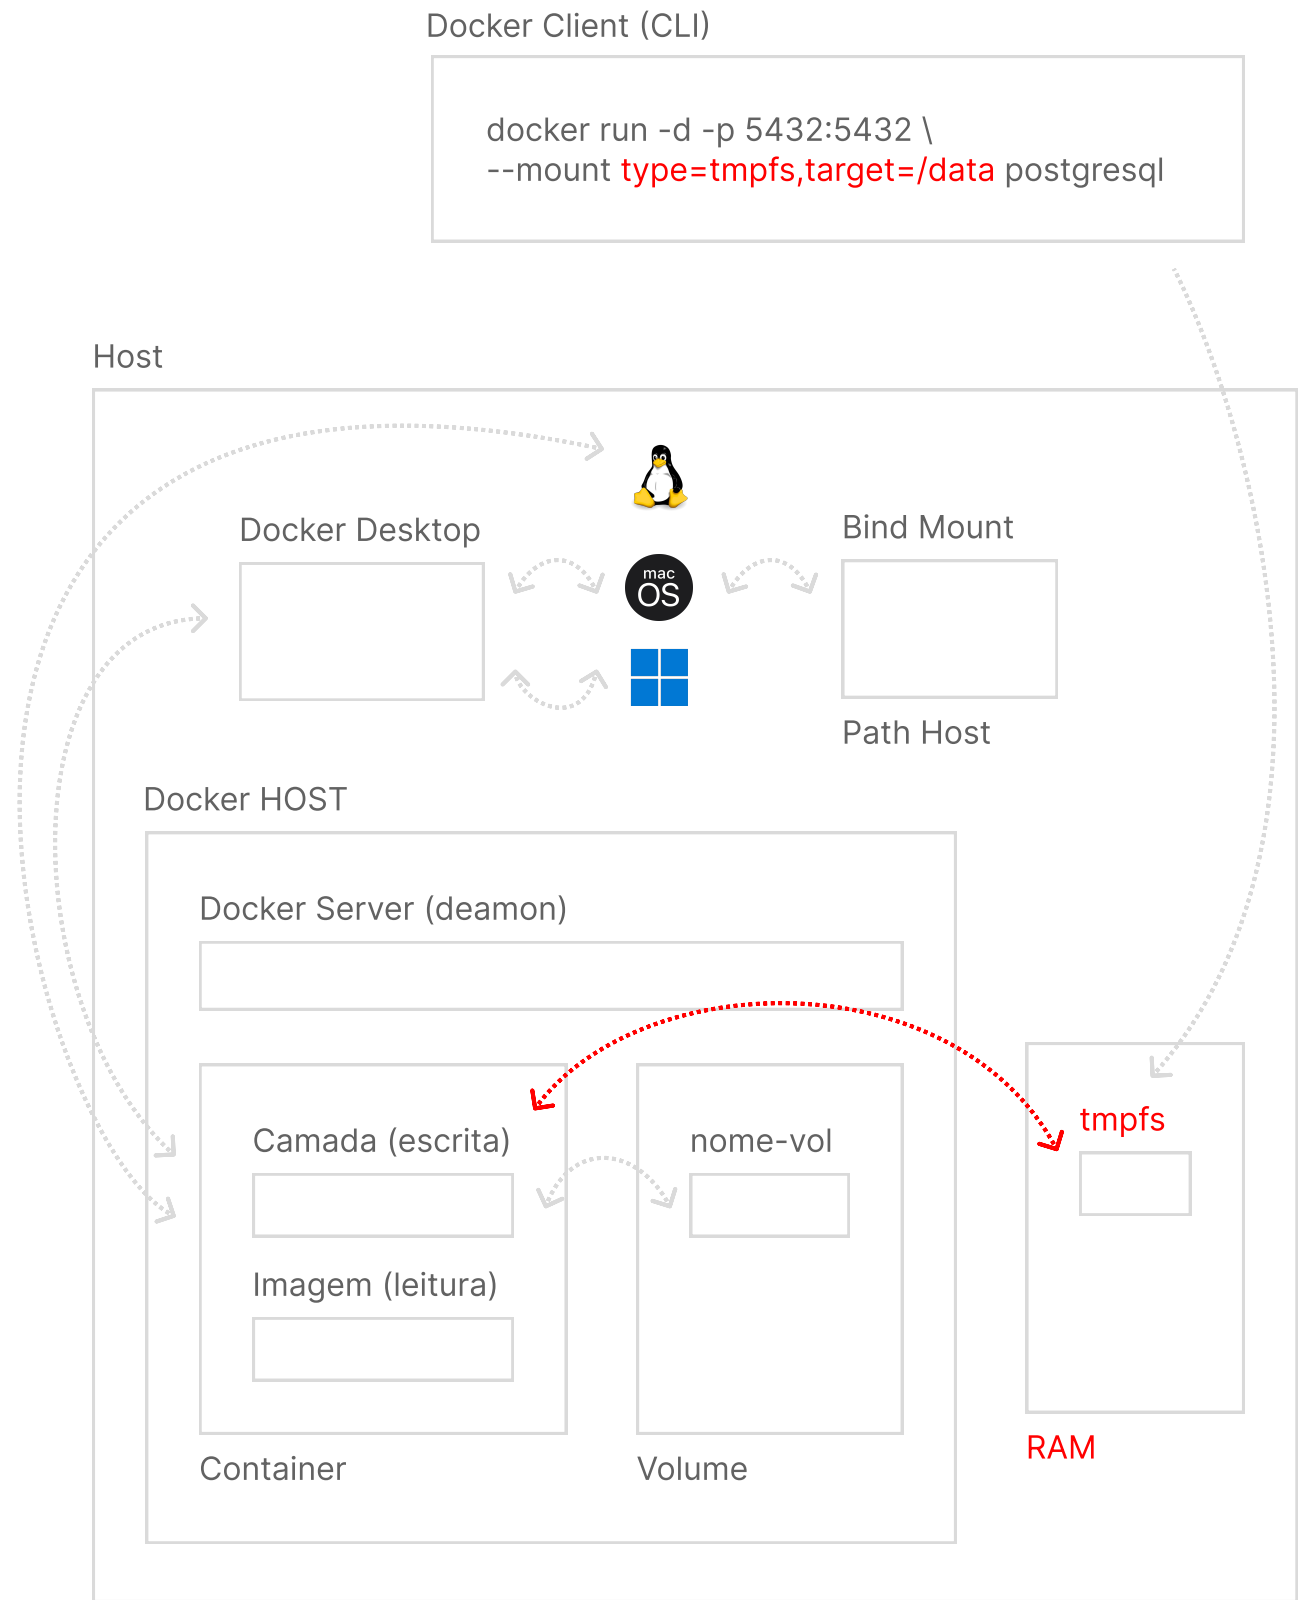 Docker Client (CLI)
docker run -d -p 5432:5432 \
--mount type=tmpfs,target=/data postgresql
Host
Docker Desktop
mac
OS
Bind Mount
Path Host
Docker HOST
Docker Server (deamon)
Camada (escrita)
Imagem (leitura)
Container
nome-vol
Volume
tmpfs
RAM